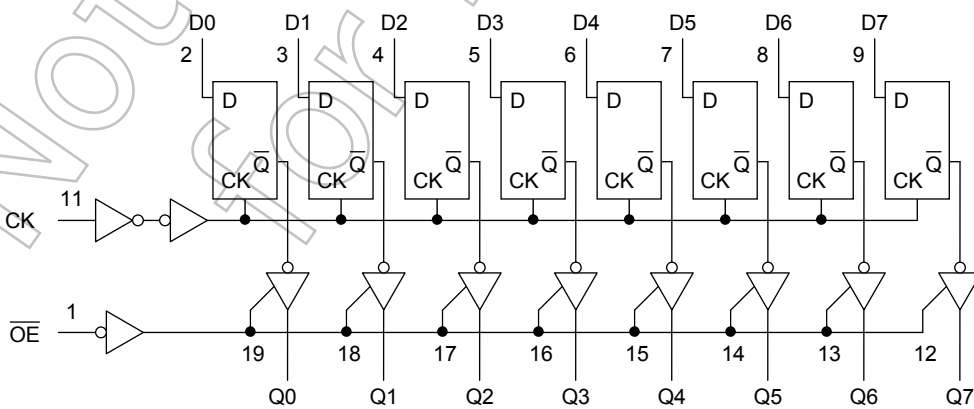 D0 D1 D2 D3 D4 D5 D6 D7
2 3 4 5 6 7 8 9
D D D D D D D D
Q̅ Q̅ Q̅ Q̅ Q̅ Q̅ Q̅ Q̅
CK CK CK CK CK CK CK CK
11
CK
1
O̅E̅
19 18 17 16 15 14 13 12
Q0 Q1 Q2 Q3 Q4 Q5 Q6 Q7
Not
for